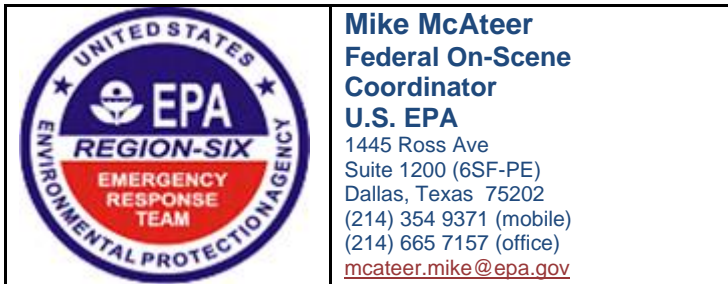 UNITED STATES
ENVIRONMENTAL PROTECTION AGENCY
EPA
REGION-SIX
EMERGENCY
RESPONSE
TEAM
Mike McAteer
Federal On-Scene
Coordinator
U.S. EPA
1445 Ross Ave
Suite 1200 (6SF-PE)
Dallas, Texas  75202
(214) 354 9371 (mobile)
(214) 665 7157 (office)
mcateer.mike@epa.gov